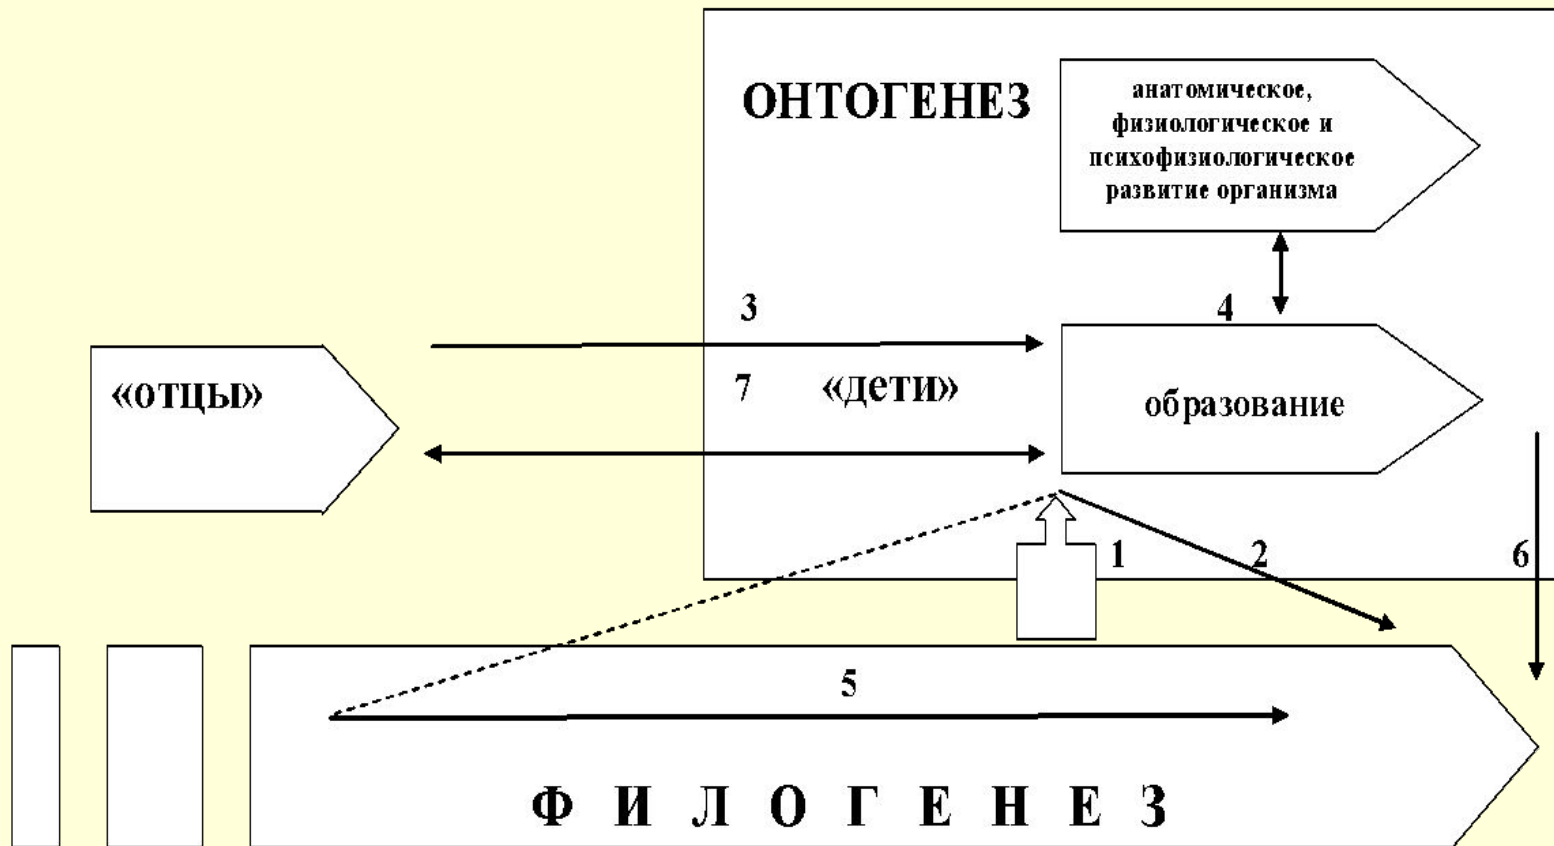 ОНТОГЕНЕЗ
анатомическое,
физиологическое и
психофизиологическое
развитие организма
3
4
«отцы»
7 «дети»
образование
1
2
6
5
Ф И Л О Г Е Н Е З